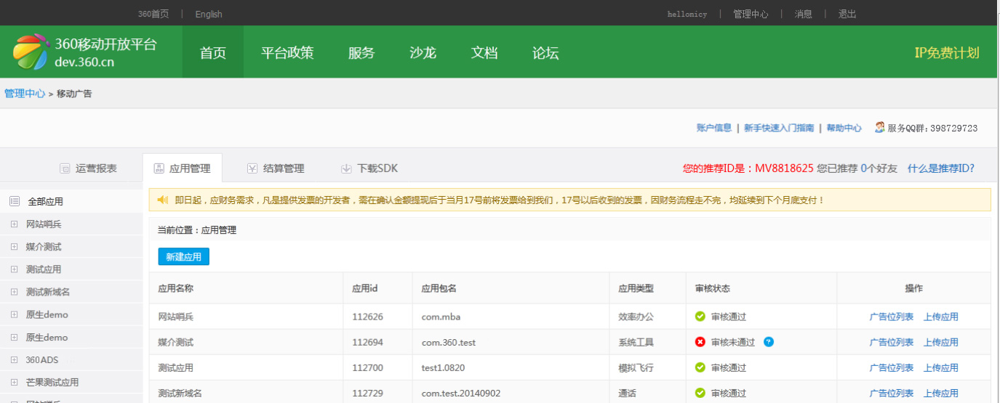 360首页 | English hellomicy | 管理中心 | 消息 | 退出
360移动开放平台
dev.360.cn
首页 平台政策 服务 沙龙 文档 论坛 IP免费计划
管理中心 > 移动广告
账户信息 | 新手快速入门指南 | 帮助中心 服务QQ群: 398729723
运营报表 应用管理 结算管理 下载SDK 您的推荐ID是：MV8818625 您已推荐 0个好友 什么是推荐ID?
全部应用
网站哨兵
媒介测试
测试应用
测试新域名
原生demo
原生demo
360ADS
芒果测试应用
网站哨兵
即日起，应财务需求，凡是提供发票的开发者，需在确认金额提现后于当月17号前将发票给到我们，17号以后收到的发票，因财务流程走不完，均延续到下个月底支付！
当前位置：应用管理
新建应用
应用名称 应用id 应用包名 应用类型 审核状态 操作
网站哨兵 112626 com.mba 效率办公 审核通过 广告位列表 上传应用
媒介测试 112694 com.360.test 系统工具 审核未通过 ? 广告位列表 上传应用
测试应用 112700 test1.0820 模拟飞行 审核通过 广告位列表 上传应用
测试新域名 112729 com.test.20140902 通话 审核通过 广告位列表 上传应用